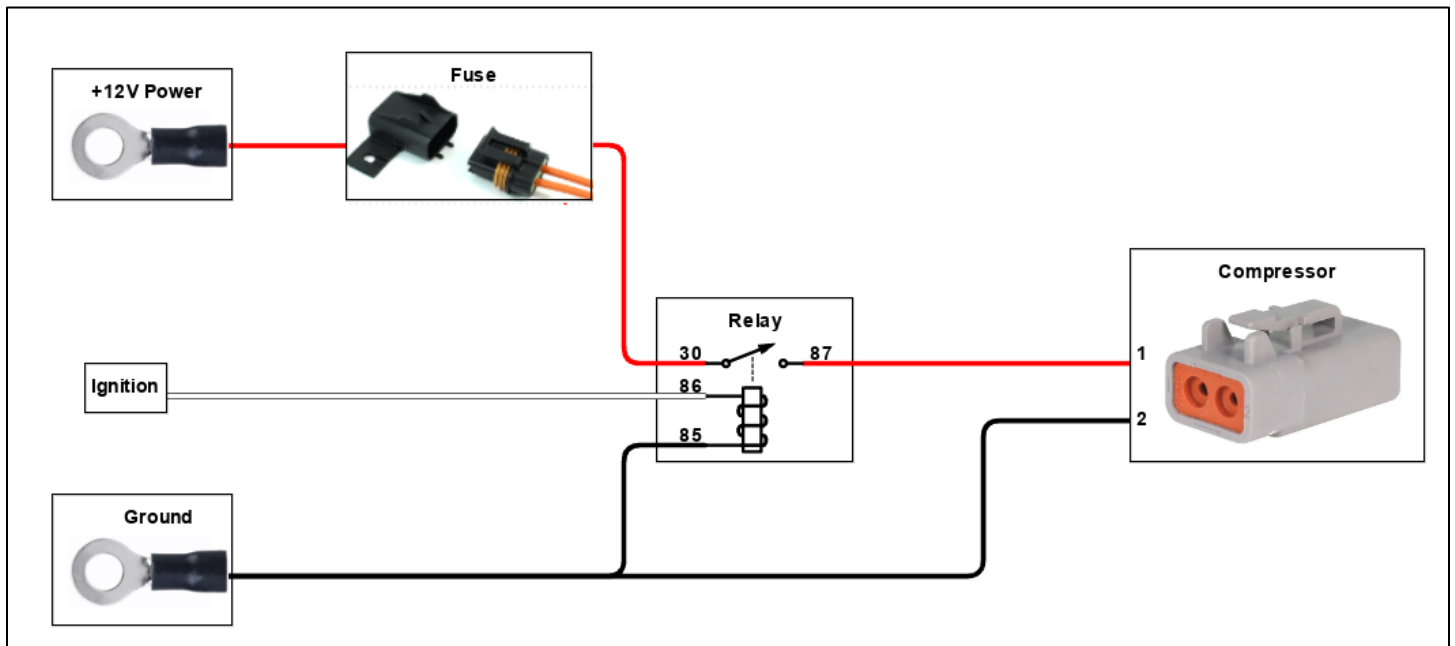 +12V Power
Fuse
Compressor
Relay
30
87
1
Ignition
86
2
85
Ground